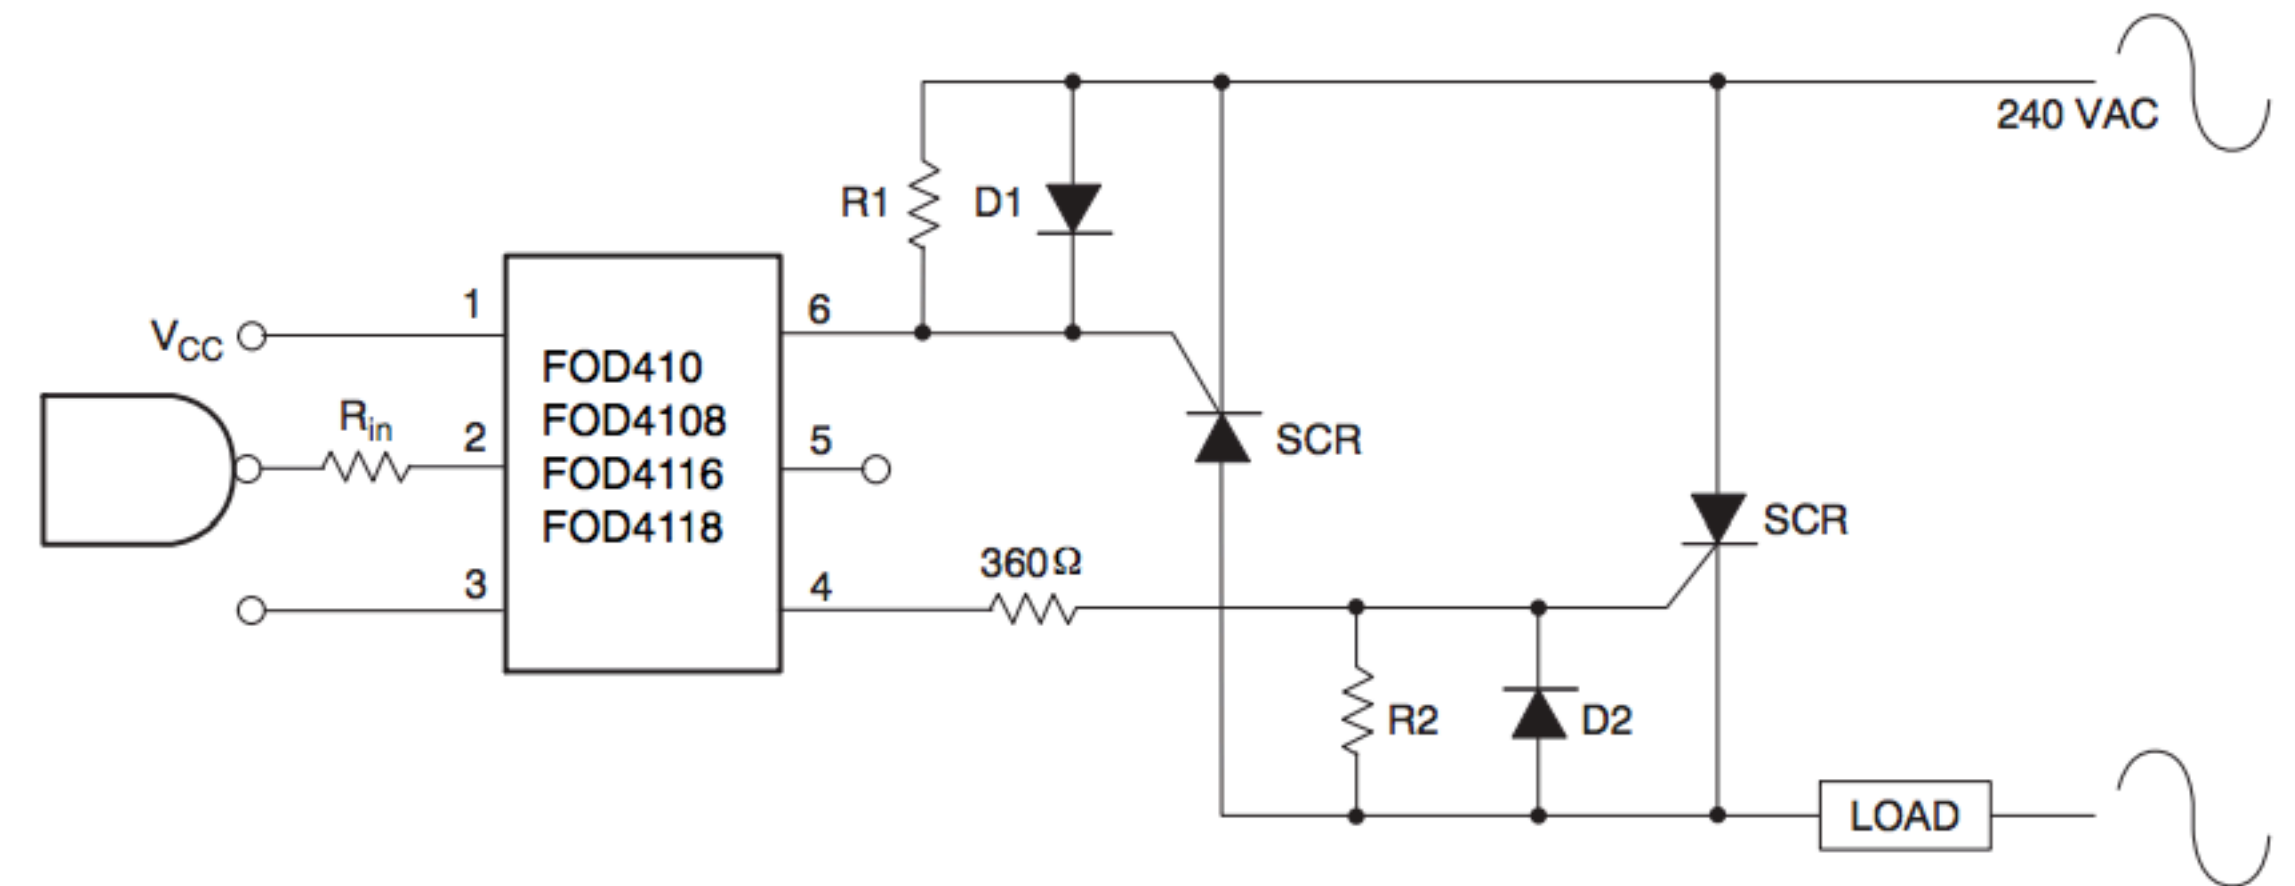 240 VAC
R1
D1
1
6
VCC
FOD410
FOD4108
FOD4116
FOD4118
Rin
2
5
SCR
SCR
3
4
360Ω
R2
D2
LOAD